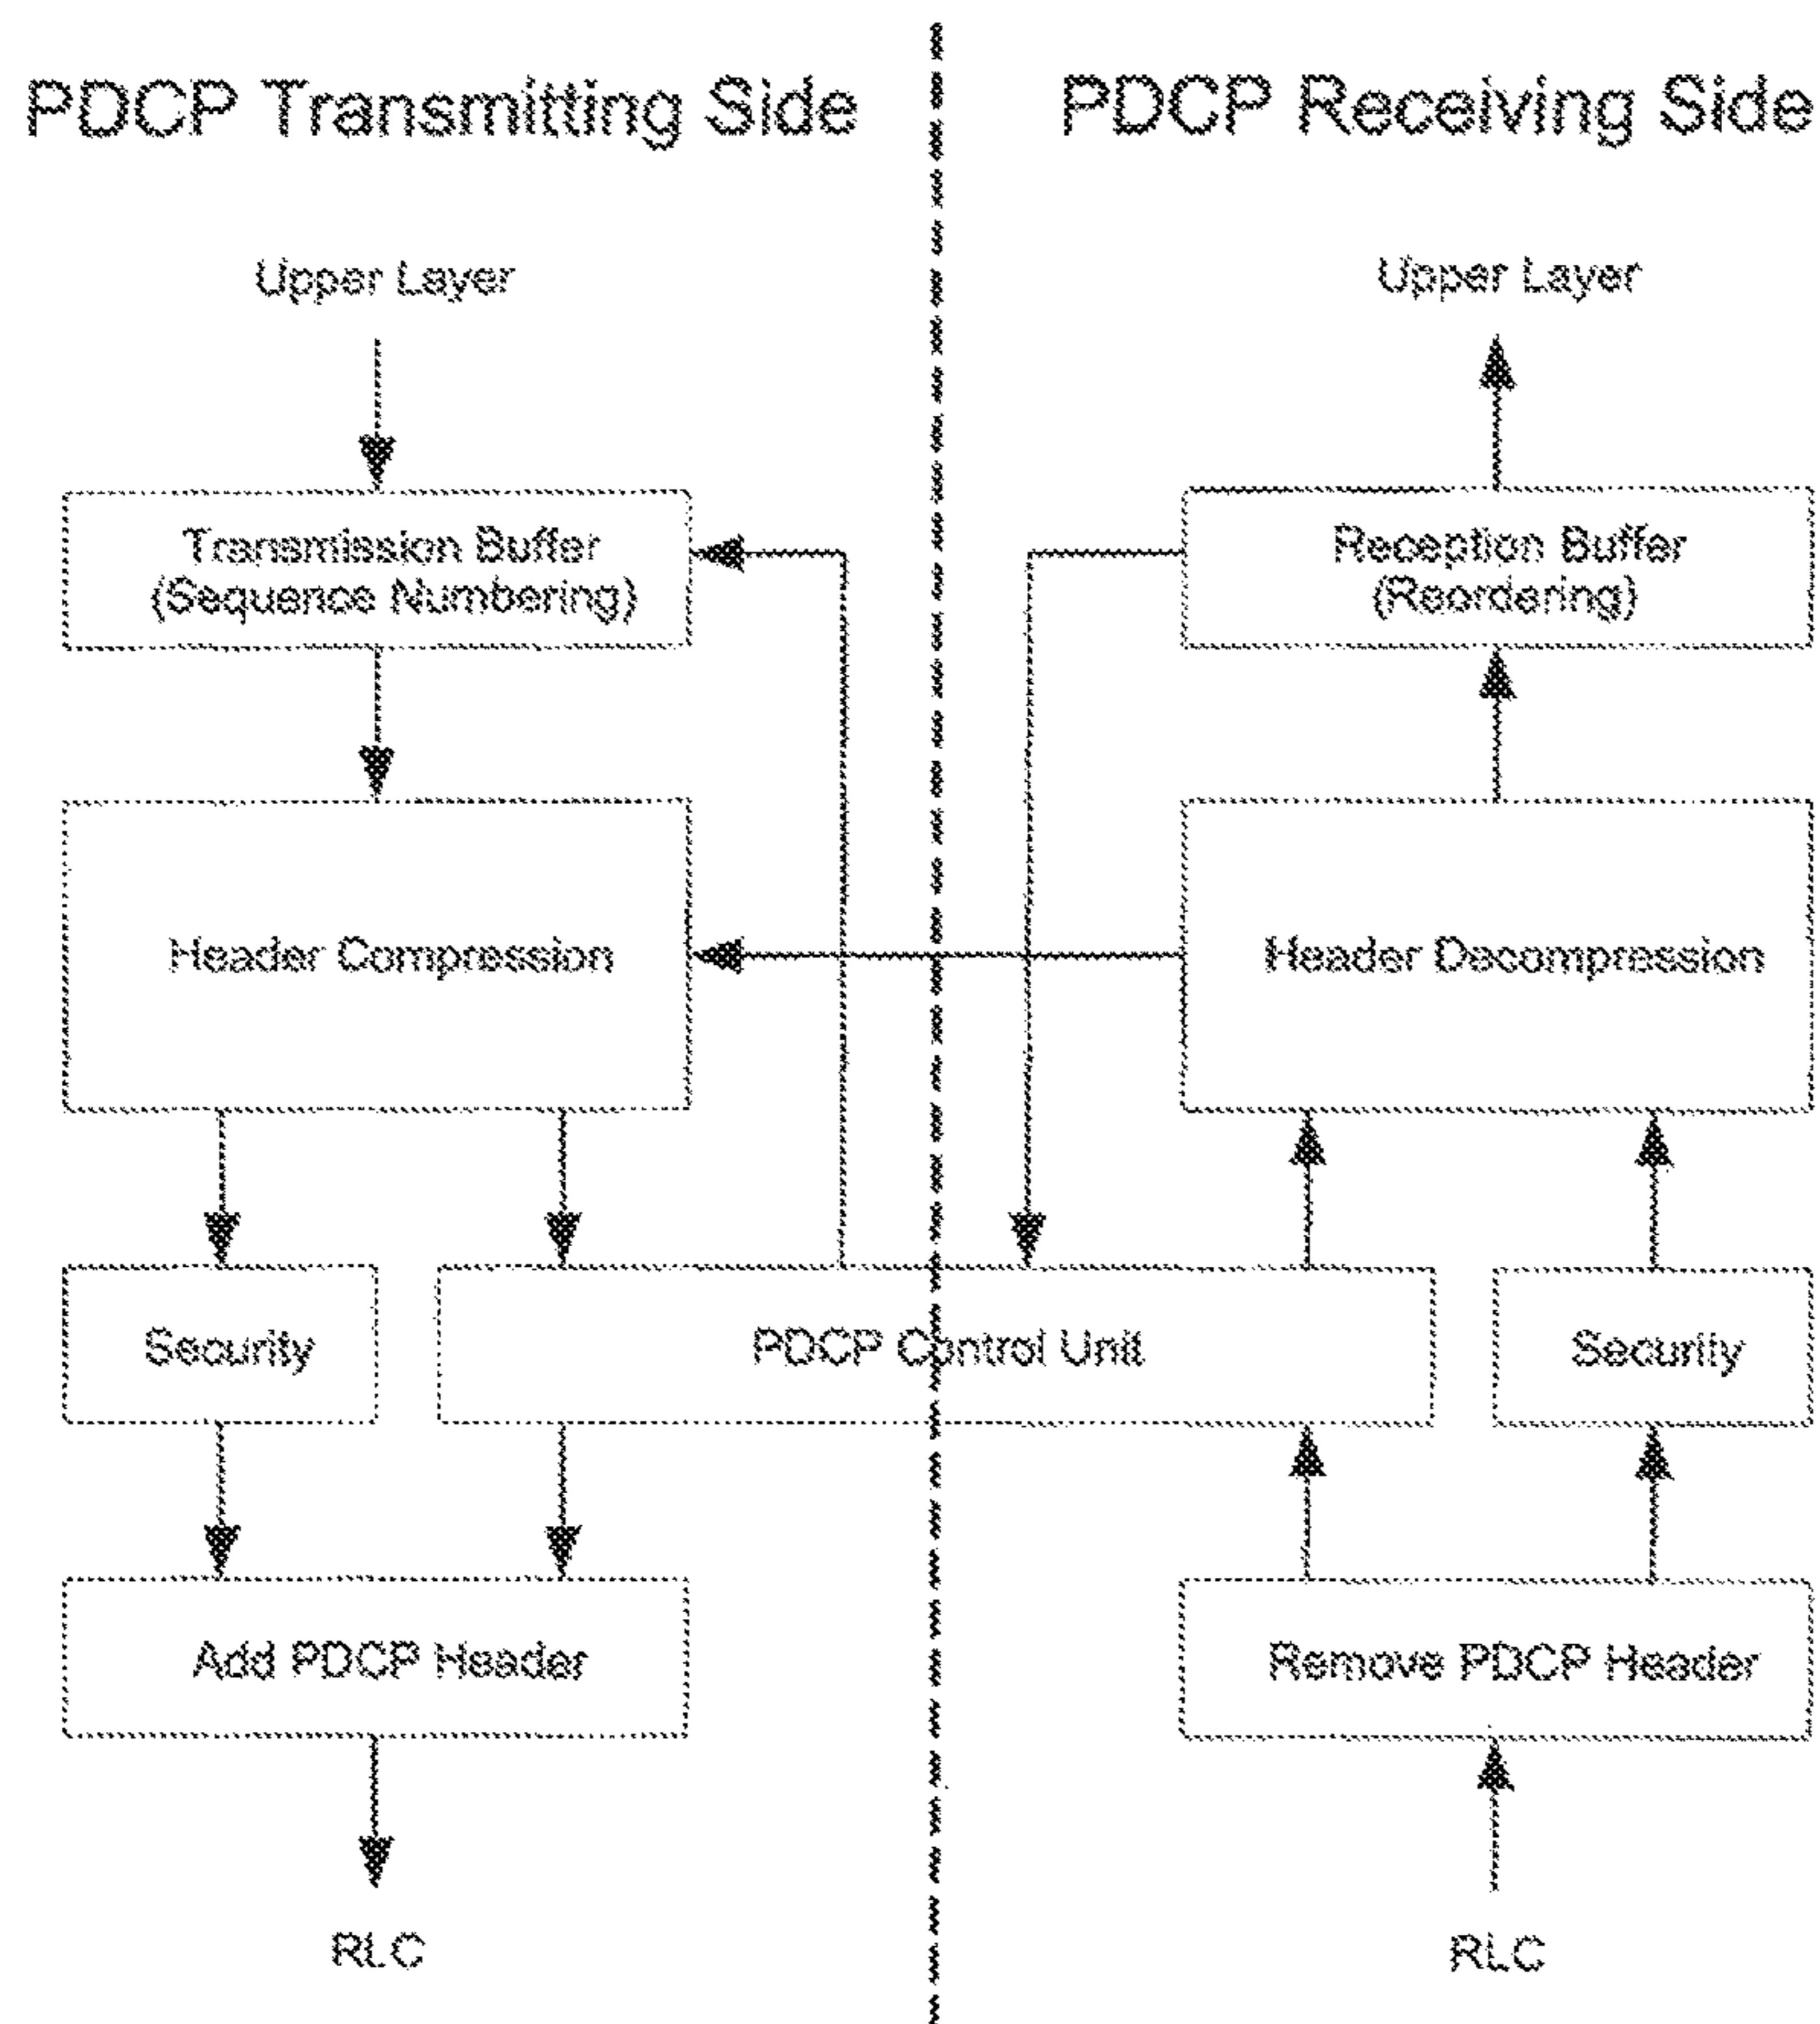 PDCP Transmitting Side
PDCP Receiving Side
Upper Layer
Upper Layer
Transmission Buffer
(Sequence Numbering)
Reception Buffer
(Reordering)
Header Compression
Header Decompression
Security
PDCP Control Unit
Security
Add PDCP Header
Remove PDCP Header
RLC
RLC